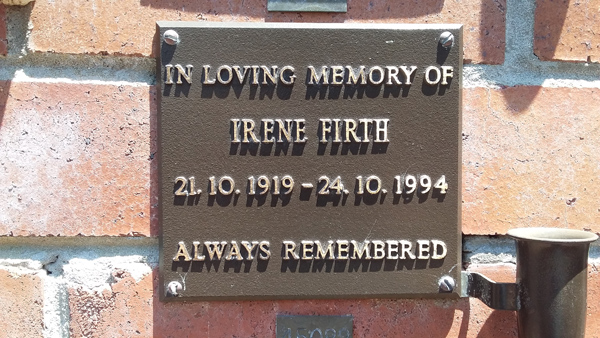 IN LOVING MEMORY OF
IRENE FIRTH
21. 10. 1919 - 24. 10. 1994
ALWAYS REMEMBERED